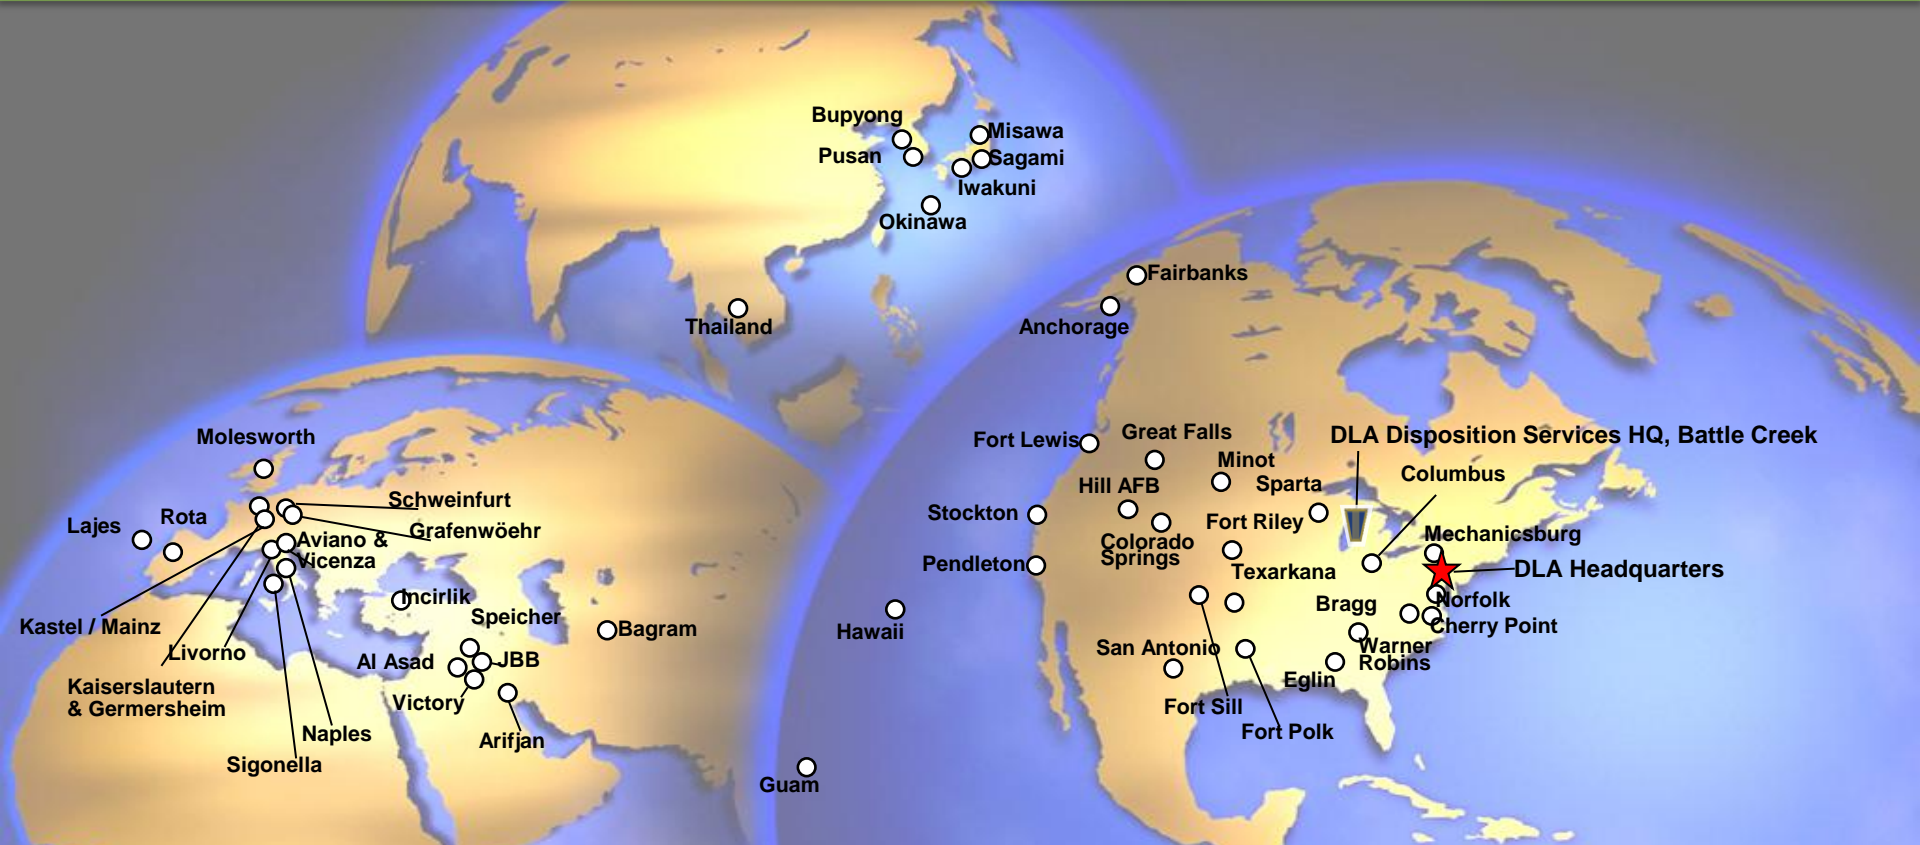 Bupyong
Misawa
Pusan
Sagami
Iwakuni
Okinawa
Thailand
Fairbanks
Anchorage
Molesworth
Schweinfurt
Rota
Lajes
Grafenwöehr
Aviano &
Vicenza
Incirlik
Speicher
Kastel / Mainz
Bagram
Livorno
Al Asad
JBB
Kaiserslautern
& Germersheim
Victory
Naples
Arifjan
Sigonella
Guam
Hawaii
Fort Lewis
Great Falls
DLA Disposition Services HQ, Battle Creek
Minot
Columbus
Hill AFB
Sparta
Stockton
Fort Riley
Colorado
Springs
Mechanicsburg
Pendleton
Texarkana
DLA Headquarters
Bragg
Norfolk
Cherry Point
San Antonio
Warner
Robins
Eglin
Fort Sill
Fort Polk